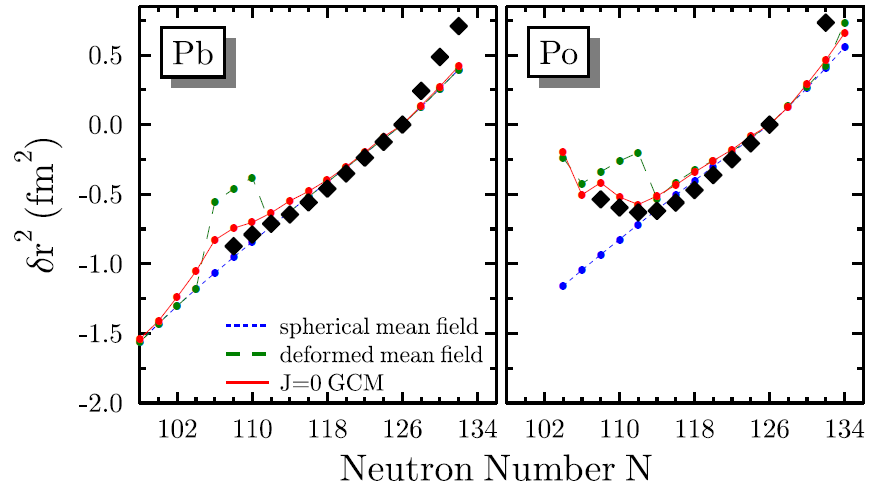 Pb
Po
δr² (fm²)
0.5
0.0
-0.5
-1.0
-1.5
-2.0
spherical mean field
deformed mean field
J=0 GCM
102 110 118 126 134
102 110 118 126 134
Neutron Number N